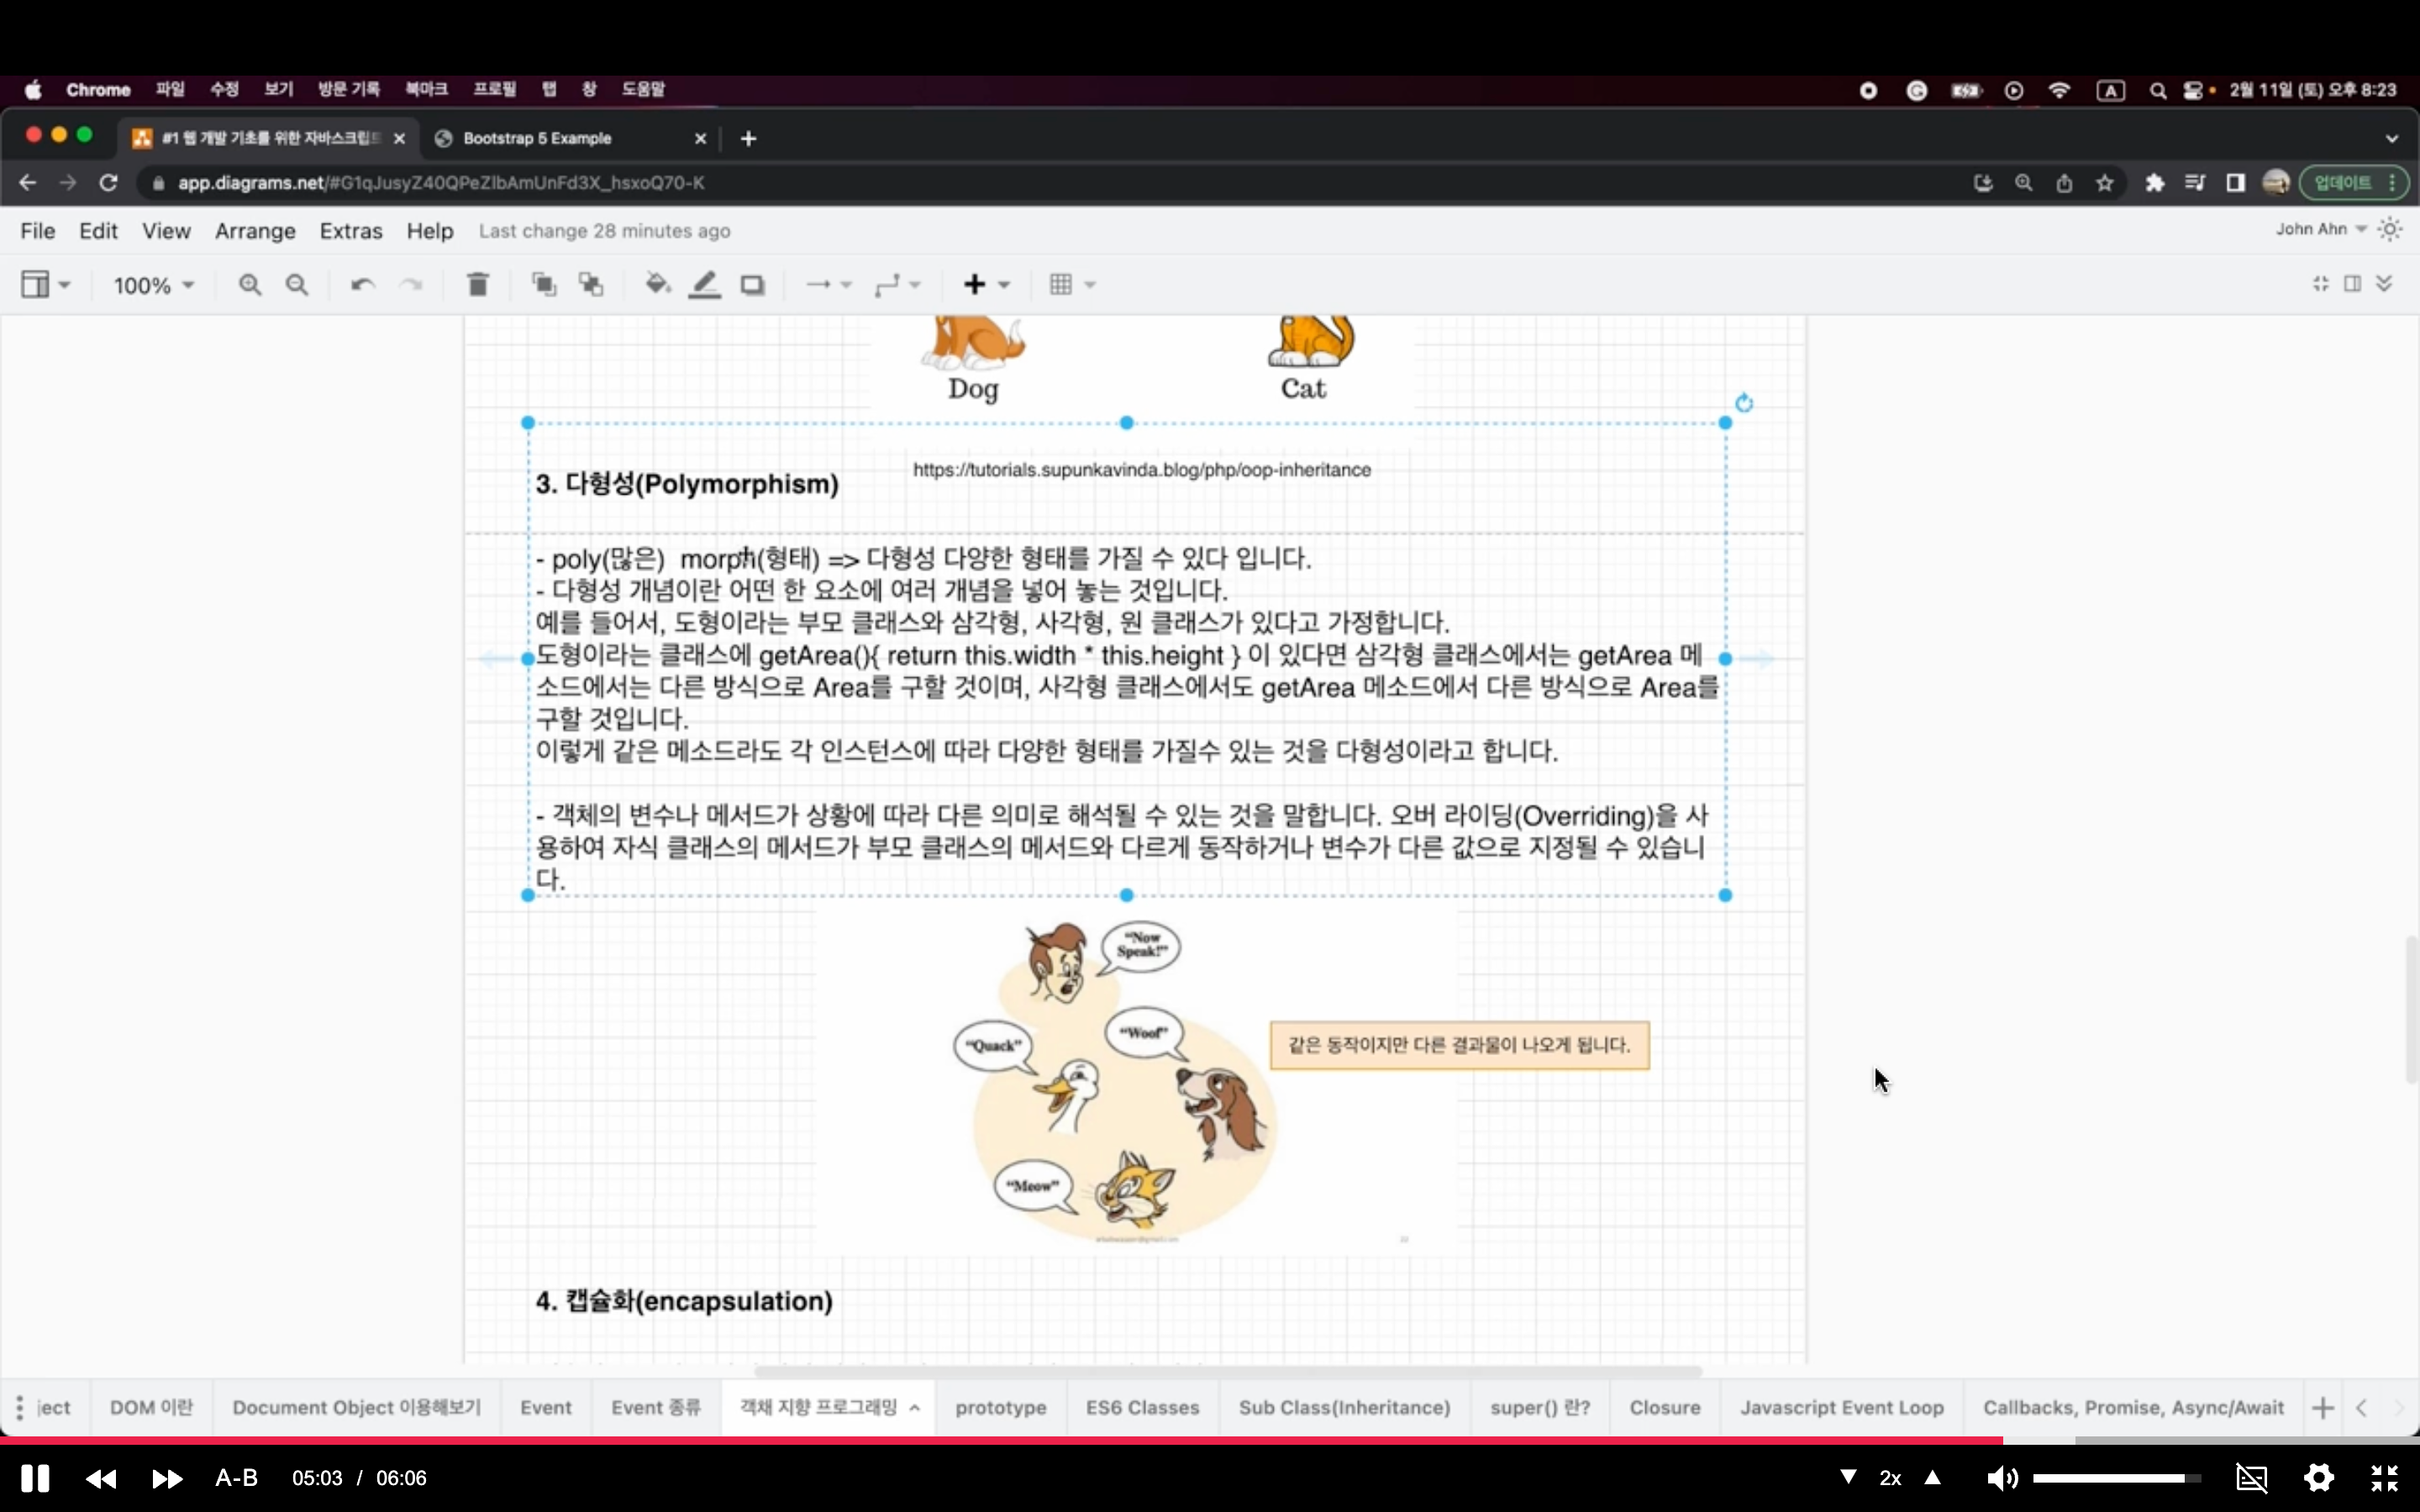 Chrome 파일 수정 보기 방문 기록 북마크 프로필 탭 창 도움말 A 2월 11일 (토) 오후 8:23
#1 웹 개발 기초를 위한 자바스크립트 Bootstrap 5 Example
app.diagrams.net/#G1qJusyZ40QPeZlbAmUnFd3X_hsxoQ70-K 업데이트
File Edit View Arrange Extras Help Last change 28 minutes ago John Ahn
100%
Dog Cat
https://tutorials.supunkavinda.blog/php/oop-inheritance
3. 다형성(Polymorphism)
- poly(많은) morph(형태) => 다형성 다양한 형태를 가질 수 있다 입니다.
- 다형성 개념이란 어떤 한 요소에 여러 개념을 넣어 놓는 것입니다.
예를 들어서, 도형이라는 부모 클래스와 삼각형, 사각형, 원 클래스가 있다고 가정합니다.
도형이라는 클래스에 getArea(){ return this.width * this.height } 이 있다면 삼각형 클래스에서는 getArea 메
소드에서는 다른 방식으로 Area를 구할 것이며, 사각형 클래스에서도 getArea 메소드에서 다른 방식으로 Area를
구할 것입니다.
이렇게 같은 메소드라도 각 인스턴스에 따라 다양한 형태를 가질수 있는 것을 다형성이라고 합니다.
- 객체의 변수나 메서드가 상황에 따라 다른 의미로 해석될 수 있는 것을 말합니다. 오버 라이딩(Overriding)을 사
용하여 자식 클래스의 메서드가 부모 클래스의 메서드와 다르게 동작하거나 변수가 다른 값으로 지정될 수 있습니
다.
"Now
Speak!"
"Quack"
"Woof"
같은 동작이지만 다른 결과물이 나오게 됩니다.
"Meow"
4. 캡슐화(encapsulation)
ject DOM 이란 Document Object 이용해보기 Event Event 종류 객체 지향 프로그래밍 prototype ES6 Classes Sub Class(Inheritance) super() 란? Closure Javascript Event Loop Callbacks, Promise, Async/Await
A-B 05:03 / 06:06 2x